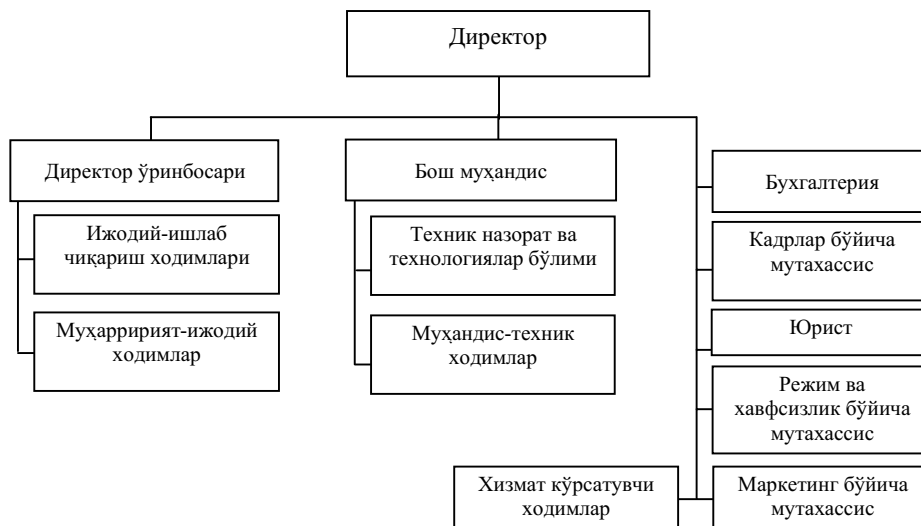 Директор
Директор ўринбосари
Ижодий-ишлаб
чиқариш ходимлари
Муҳарририят-ижодий
ходимлар
Бош муҳандис
Техник назорат ва
технологиялар бўлими
Муҳандис-техник
ходимлар
Бухгалтерия
Кадрлар бўйича
мутахассис
Юрист
Режим ва
хавфсизлик бўйича
мутахассис
Хизмат кўрсатувчи
ходимлар
Маркетинг бўйича
мутахассис